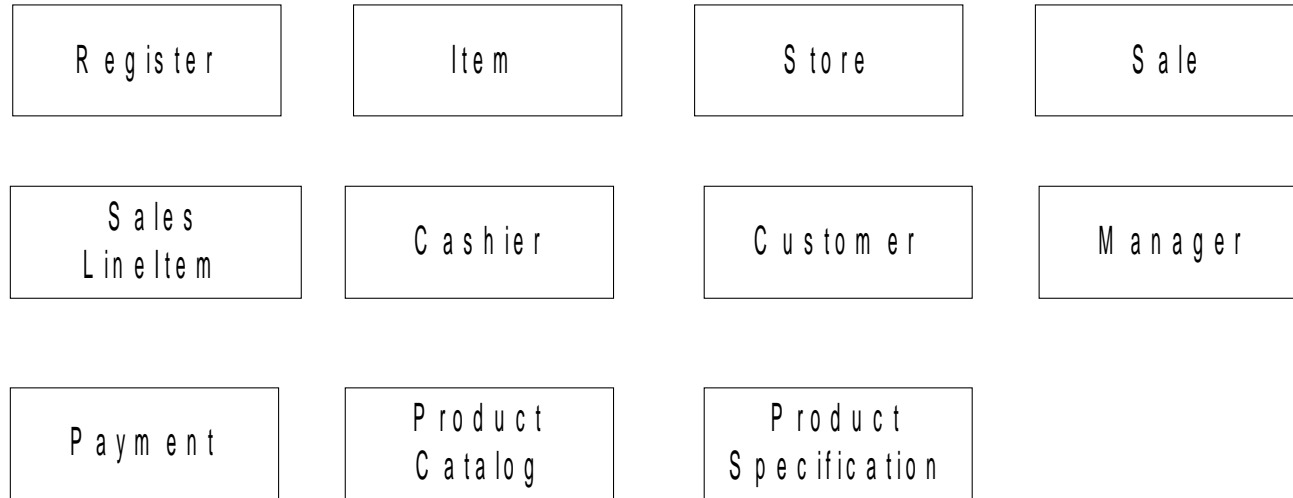 Register
Item
Store
Sale
Sales
LineItem
Cashier
Customer
Manager
Payment
Product
Catalog
Product
Specification